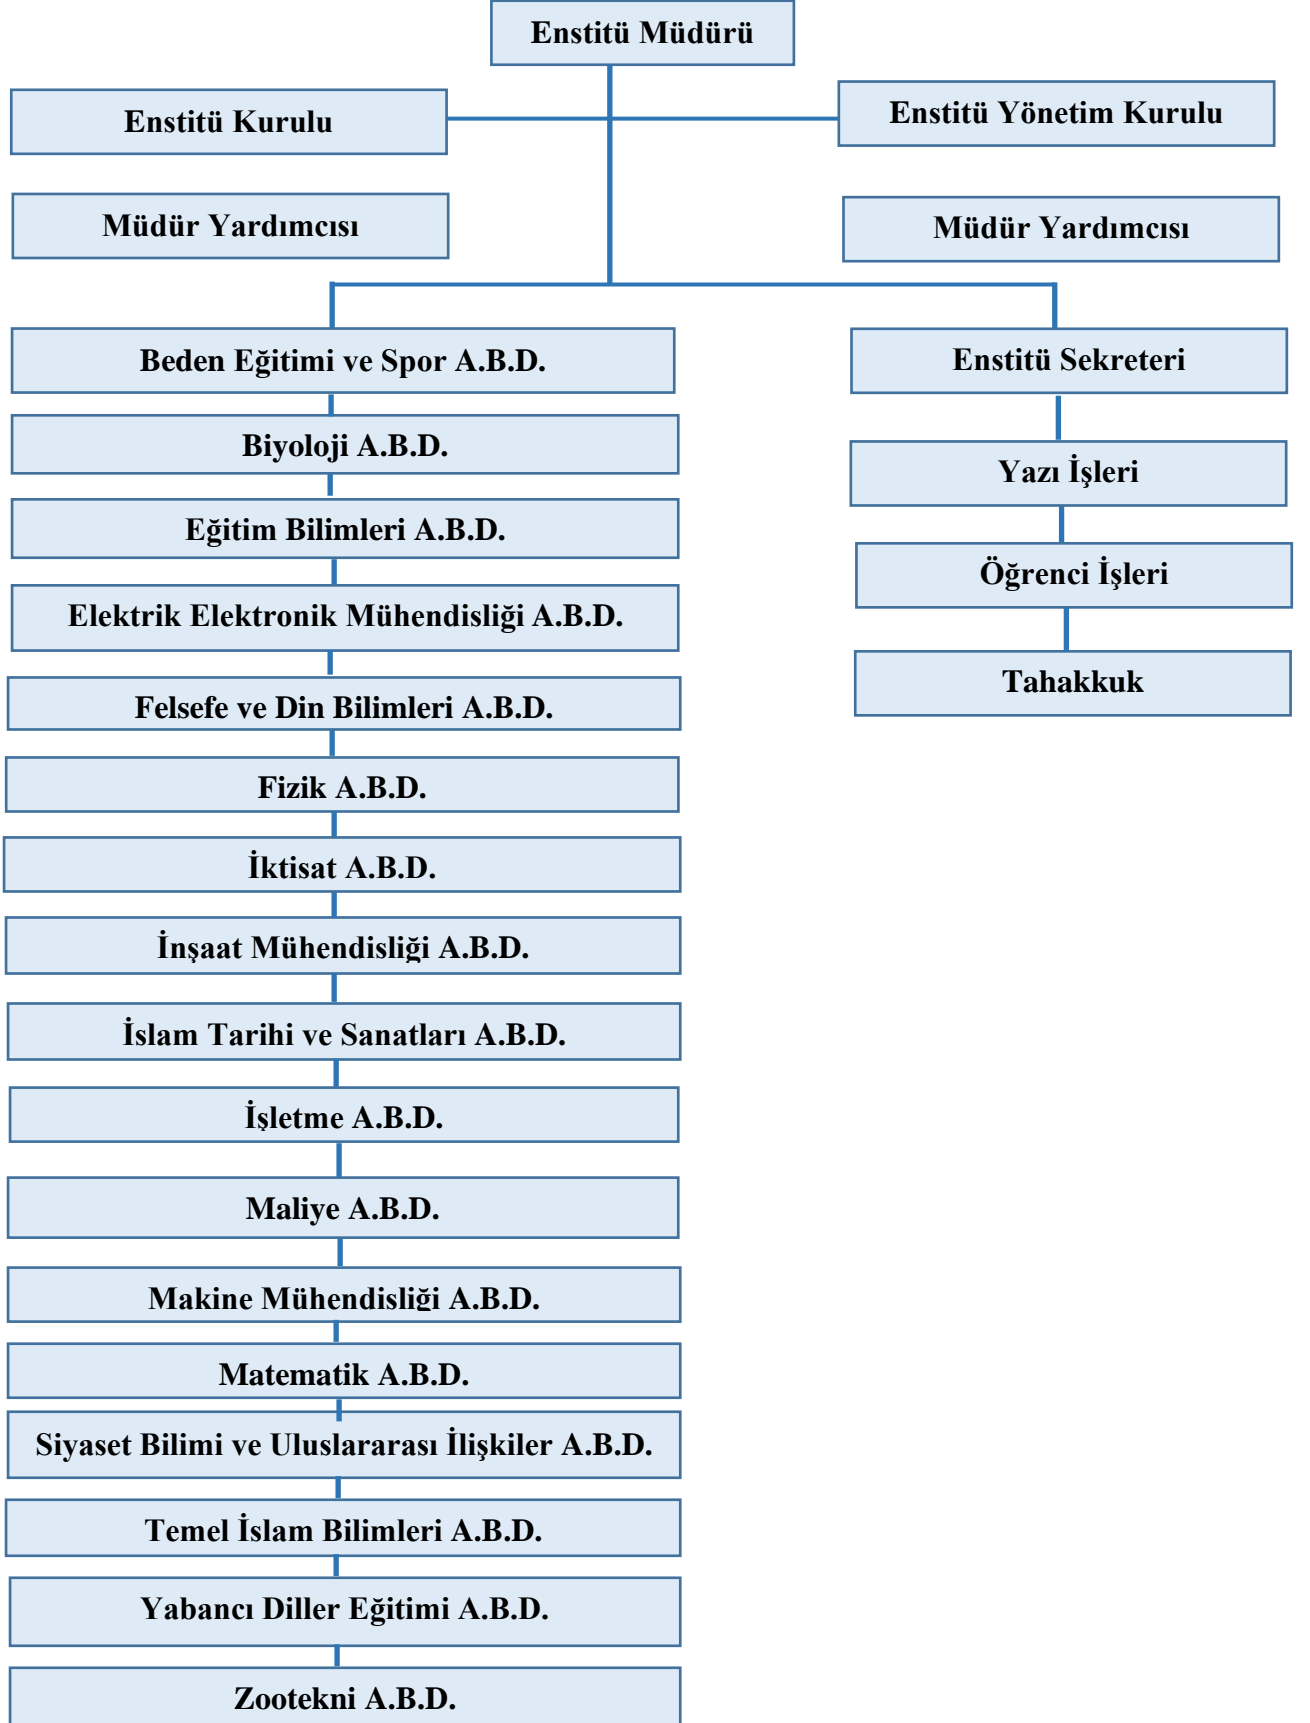 Enstitü Müdürü
Enstitü Kurulu
Enstitü Yönetim Kurulu
Müdür Yardımcısı
Müdür Yardımcısı
Beden Eğitimi ve Spor A.B.D.
Biyoloji A.B.D.
Eğitim Bilimleri A.B.D.
Elektrik Elektronik Mühendisliği A.B.D.
Felsefe ve Din Bilimleri A.B.D.
Fizik A.B.D.
İktisat A.B.D.
İnşaat Mühendisliği A.B.D.
İslam Tarihi ve Sanatları A.B.D.
İşletme A.B.D.
Maliye A.B.D.
Makine Mühendisliği A.B.D.
Matematik A.B.D.
Siyaset Bilimi ve Uluslararası İlişkiler A.B.D.
Temel İslam Bilimleri A.B.D.
Yabancı Diller Eğitimi A.B.D.
Zootekni A.B.D.
Enstitü Sekreteri
Yazı İşleri
Öğrenci İşleri
Tahakkuk